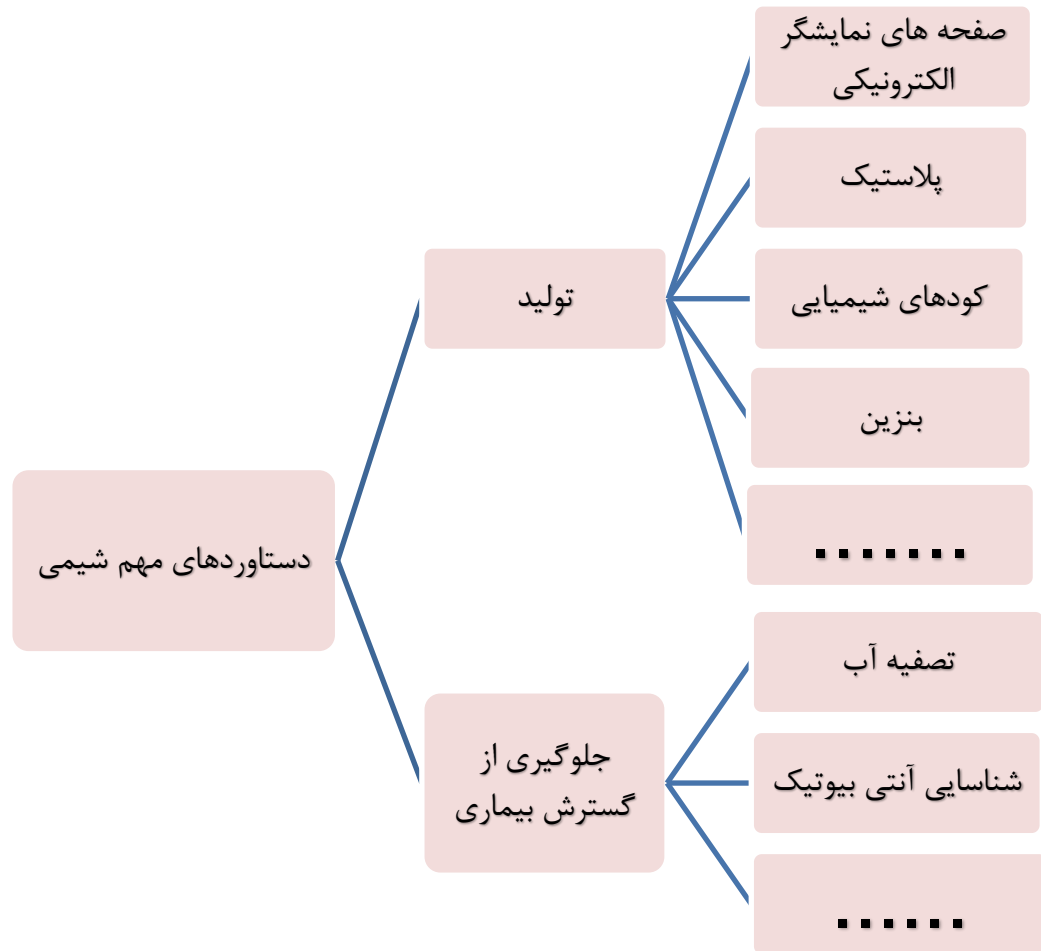 صفحه های نمایشگر
الکترونیکی
پلاستیک
تولید
کودهای شیمیایی
بنزین
.......
دستاوردهای مهم شیمی
تصفیه آب
جلوگیری از
گسترش بیماری
شناسایی آنتی بیوتیک
......